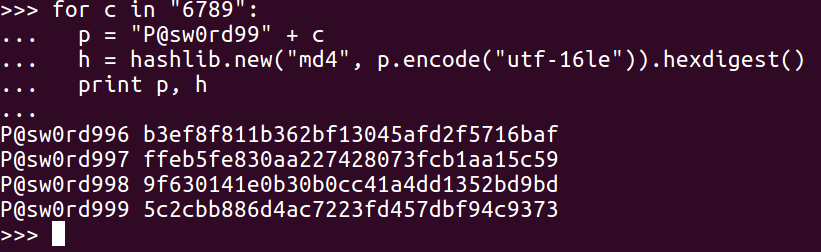 >>> for c in "6789":
...   p = "P@sw0rd99" + c
...   h = hashlib.new("md4", p.encode("utf-16le")).hexdigest()
...   print p, h
...
P@sw0rd996 b3ef8f811b362bf13045afd2f5716baf
P@sw0rd997 ffeb5fe830aa227428073fcb1aa15c59
P@sw0rd998 9f630141e0b30b0cc41a4dd1352bd9bd
P@sw0rd999 5c2cbb886d4ac7223fd457dbf94c9373
>>>